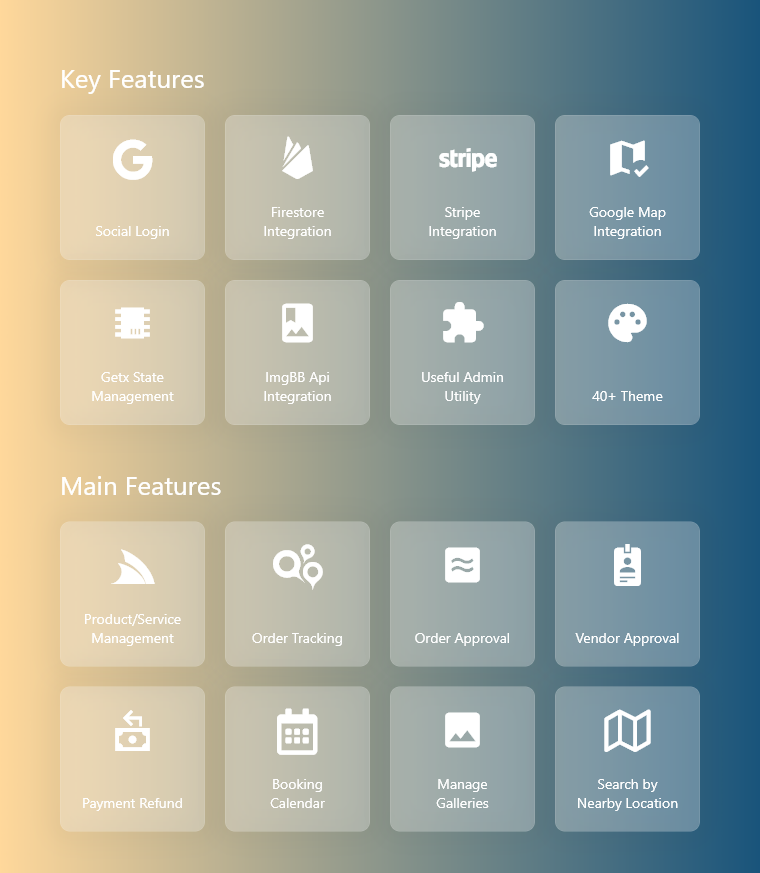 Key Features
stripe
Social Login
Firestore
Integration
Stripe
Integration
Google Map
Integration
Getx State
Management
ImgBB Api
Integration
Useful Admin
Utility
40+ Theme
Main Features
Product/Service
Management
Order Tracking
Order Approval
Vendor Approval
Payment Refund
Booking
Calendar
Manage
Galleries
Search by
Nearby Location